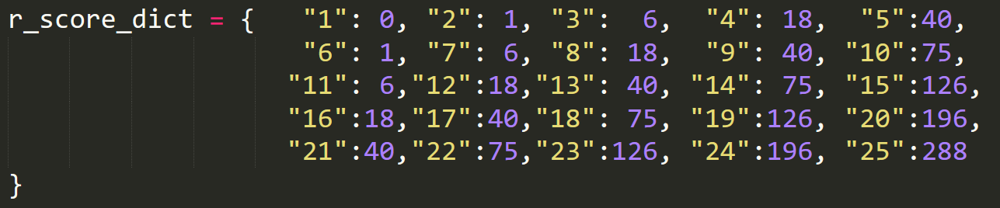 r_score_dict = {   "1": 0, "2": 1, "3":  6,  "4": 18,  "5":40,
"6": 1, "7": 6, "8": 18,  "9": 40, "10":75,
"11": 6,"12":18,"13": 40, "14": 75, "15":126,
"16":18,"17":40,"18": 75, "19":126, "20":196,
"21":40,"22":75,"23":126, "24":196, "25":288
}